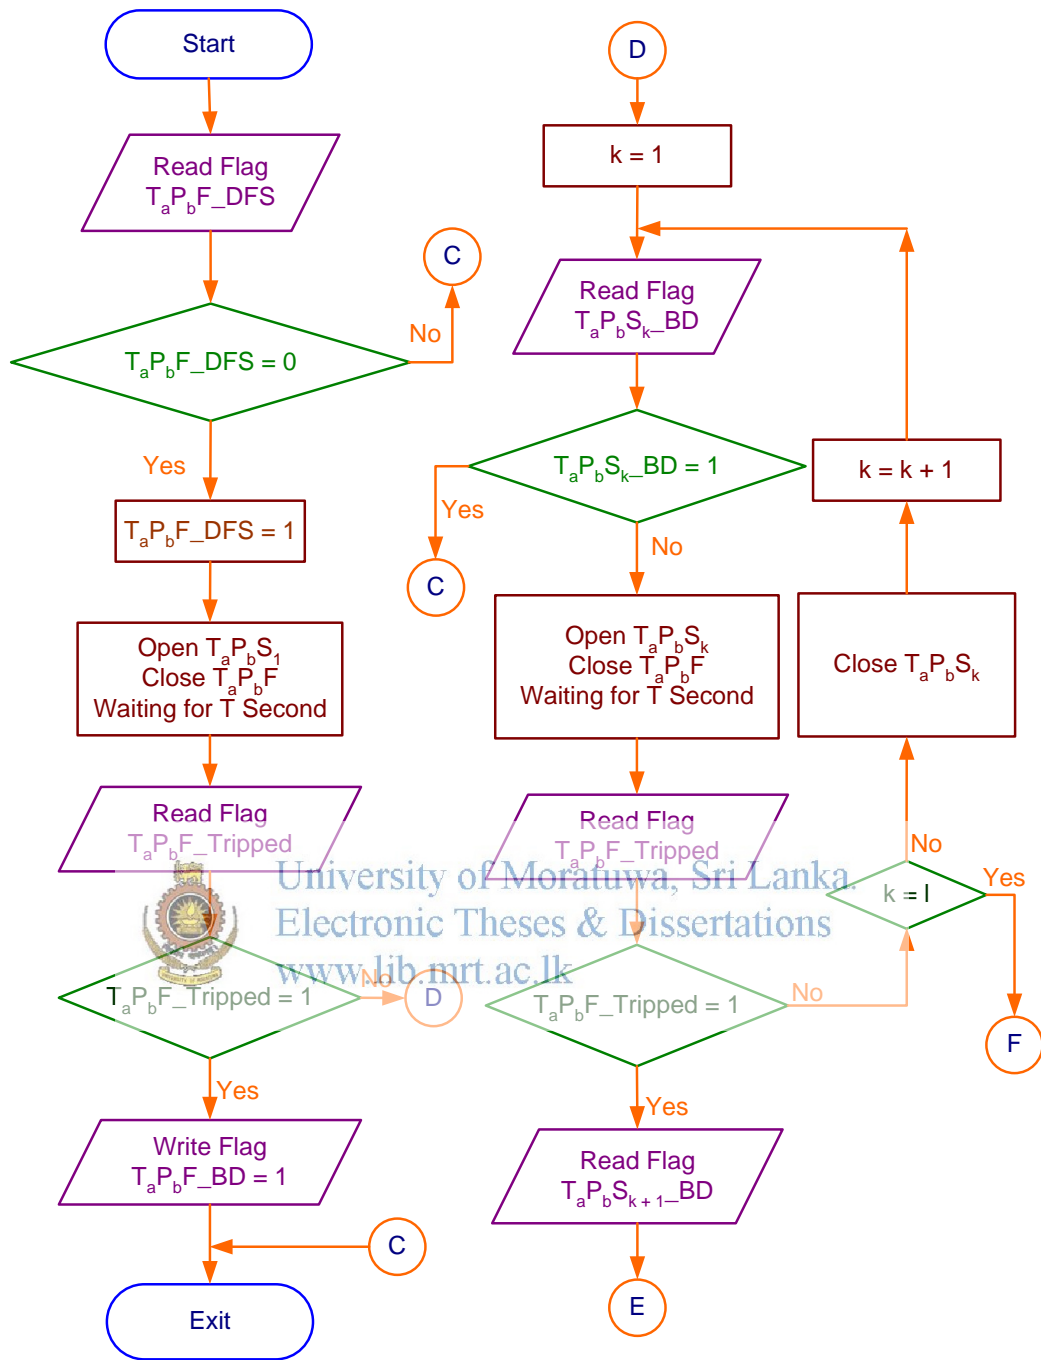 Start
Read Flag
TaPbF_DFS
TaPbF_DFS = 0
No
C
Yes
TaPbF_DFS = 1
Open TaPbS1
Close TaPbF
Waiting for T Second
Read Flag
TaPbF_Tripped
TaPbF_Tripped = 1
No
D
Yes
Write Flag
TaPbF_BD = 1
C
Exit
D
k = 1
Read Flag
TaPbSk_BD
TaPbSk_BD = 1
Yes
C
No
Open TaPbSk
Close TaPbF
Waiting for T Second
Read Flag
TaPbF_Tripped
TaPbF_Tripped = 1
No
Yes
Read Flag
TaPbSk + 1_BD
E
k = k + 1
Close TaPbSk
No
k = l
Yes
F
University of Moratuwa, Sri Lanka.
Electronic Theses & Dissertations
www.lib.mrt.ac.lk